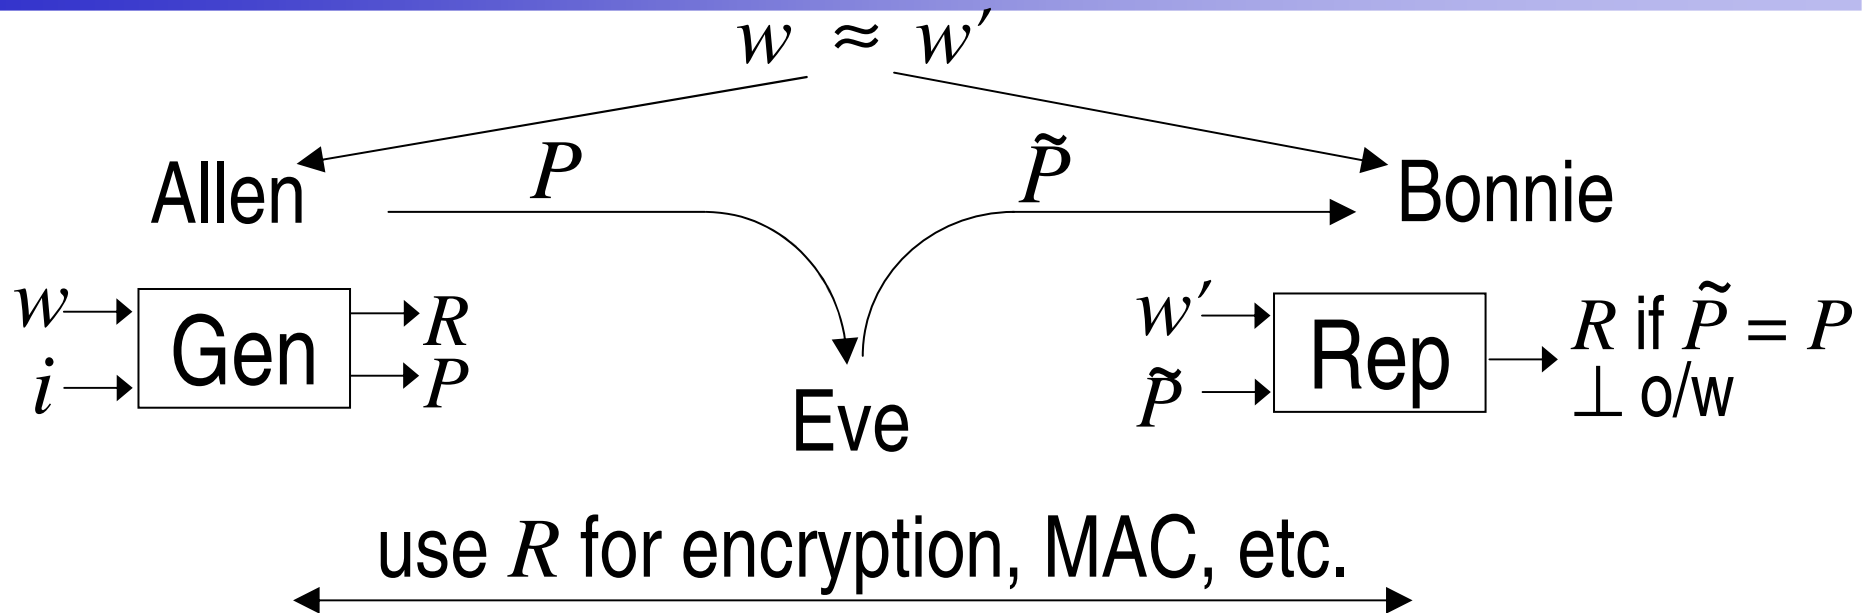 w ≈ w′
P P̃
Allen Bonnie
w Gen R
i P
w′ Rep R if P̃ = P
P̃ ⊥ o/w
Eve
use R for encryption, MAC, etc.